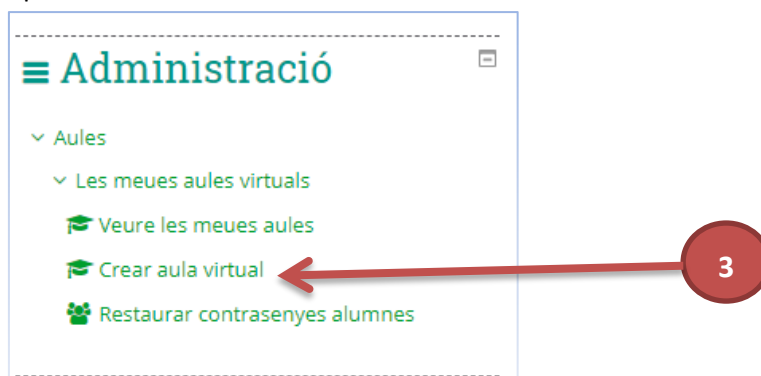 Administració
Aules
Les meues aules virtuals
Veure les meues aules
Crear aula virtual
3
Restaurar contrasenyes alumnes